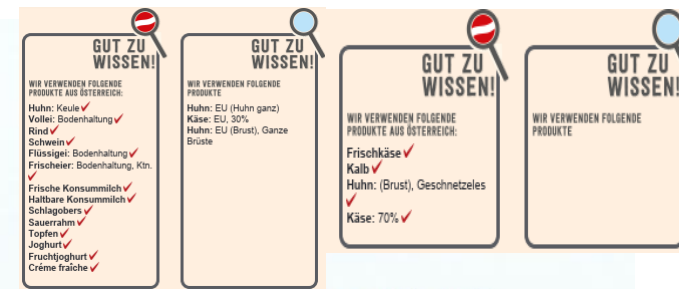 GUT ZU
WISSEN!
WIR VERWENDEN FOLGENDE
PRODUKTE AUS ÖSTERREICH:
Huhn: Keule
Vollei: Bodenhaltung
Rind
Schwein
Flüssigei: Bodenhaltung
Frischeier: Bodenhaltung, Ktn.
Frische Konsummilch
Haltbare Konsummilch
Schlagobers
Sauerrahm
Topfen
Joghurt
Fruchtjoghurt
Créme fraîche
GUT ZU
WISSEN!
WIR VERWENDEN FOLGENDE
PRODUKTE
Huhn: EU (Huhn ganz)
Käse: EU, 30%
Huhn: EU (Brust), Ganze
Brüste
GUT ZU
WISSEN!
WIR VERWENDEN FOLGENDE
PRODUKTE AUS ÖSTERREICH:
Frischkäse
Kalb
Huhn: (Brust), Geschnetzeles
Käse: 70%
GUT ZU
WISSEN!
WIR VERWENDEN FOLGENDE
PRODUKTE